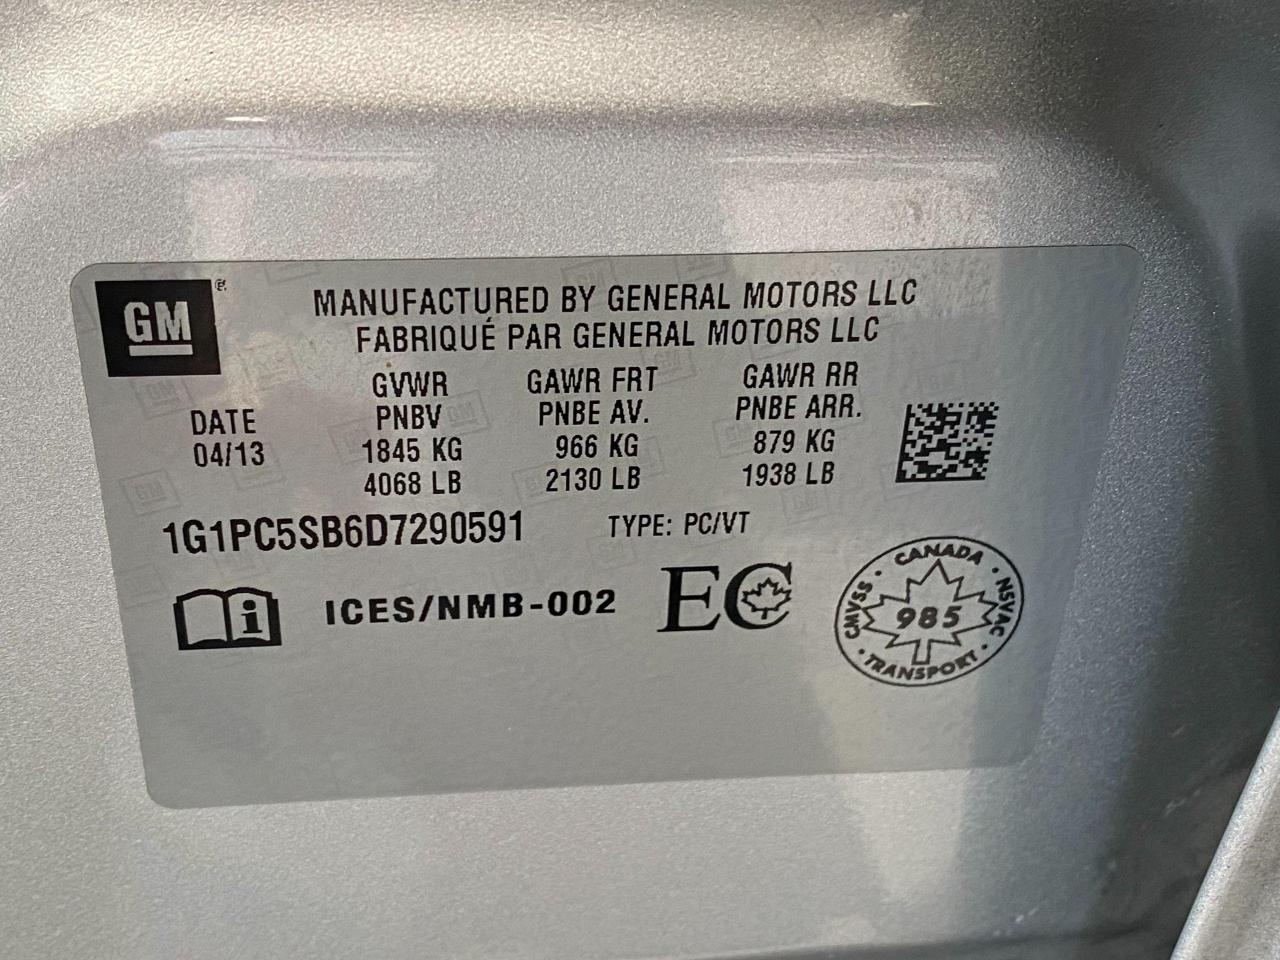 GM
MANUFACTURED BY GENERAL MOTORS LLC
FABRIQUÉ PAR GENERAL MOTORS LLC
DATE
04/13
GVWR
PNBV
1845 KG
4068 LB
GAWR FRT
PNBE AV.
966 KG
2130 LB
GAWR RR
PNBE ARR.
879 KG
1938 LB
1G1PC5SB6D7290591 TYPE: PC/VT
i ICES/NMB-002 EC
CANADA
CMVSS 985 NSVAC
TRANSPORT